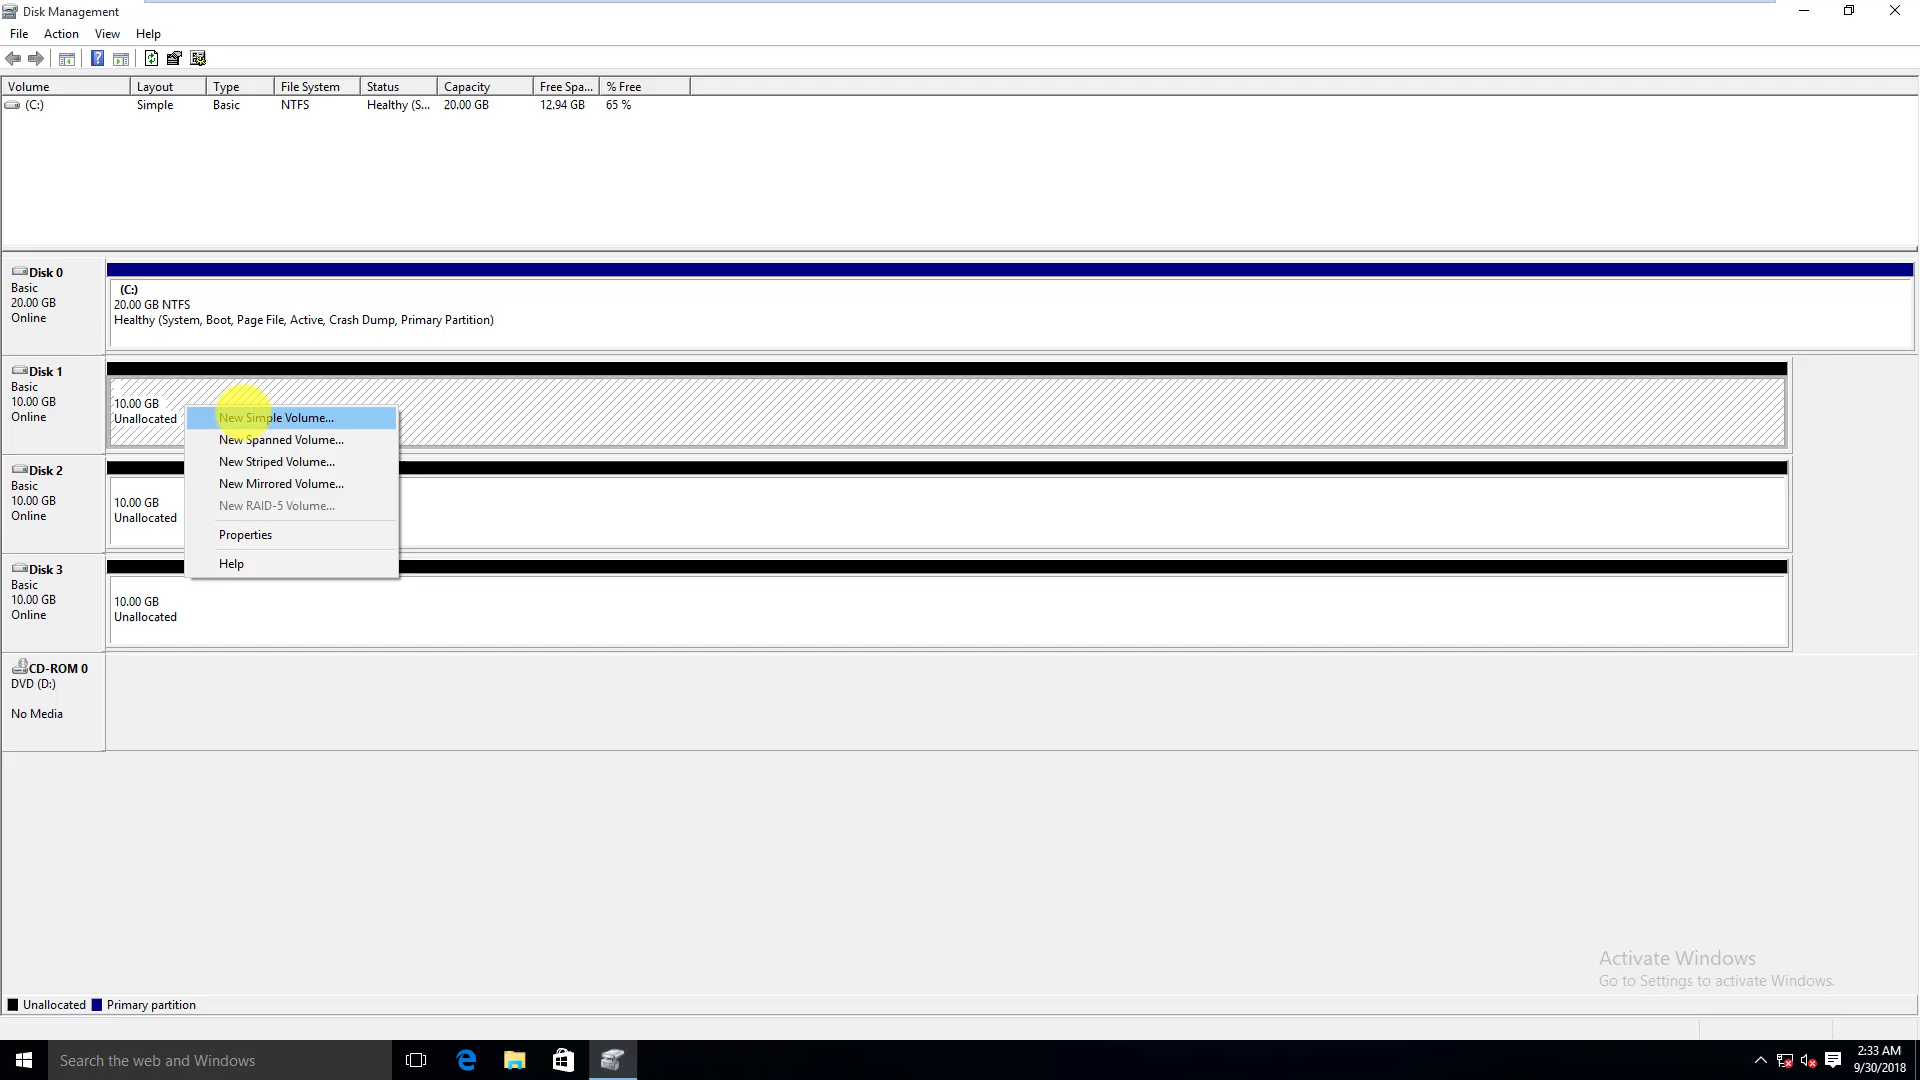 Disk Management
File Action View Help
Volume Layout Type File System Status Capacity Free Spa... % Free
(C:) Simple Basic NTFS Healthy (S... 20.00 GB 12.94 GB 65 %
Disk 0
Basic
20.00 GB
Online
(C:)
20.00 GB NTFS
Healthy (System, Boot, Page File, Active, Crash Dump, Primary Partition)
Disk 1
Basic
10.00 GB
Online
10.00 GB
Unallocated
New Simple Volume...
New Spanned Volume...
New Striped Volume...
New Mirrored Volume...
New RAID-5 Volume...
Properties
Help
Disk 2
Basic
10.00 GB
Online
10.00 GB
Unallocated
Disk 3
Basic
10.00 GB
Online
10.00 GB
Unallocated
CD-ROM 0
DVD (D:)
No Media
Activate Windows
Go to Settings to activate Windows.
Unallocated Primary partition
Search the web and Windows
2:33 AM
9/30/2018